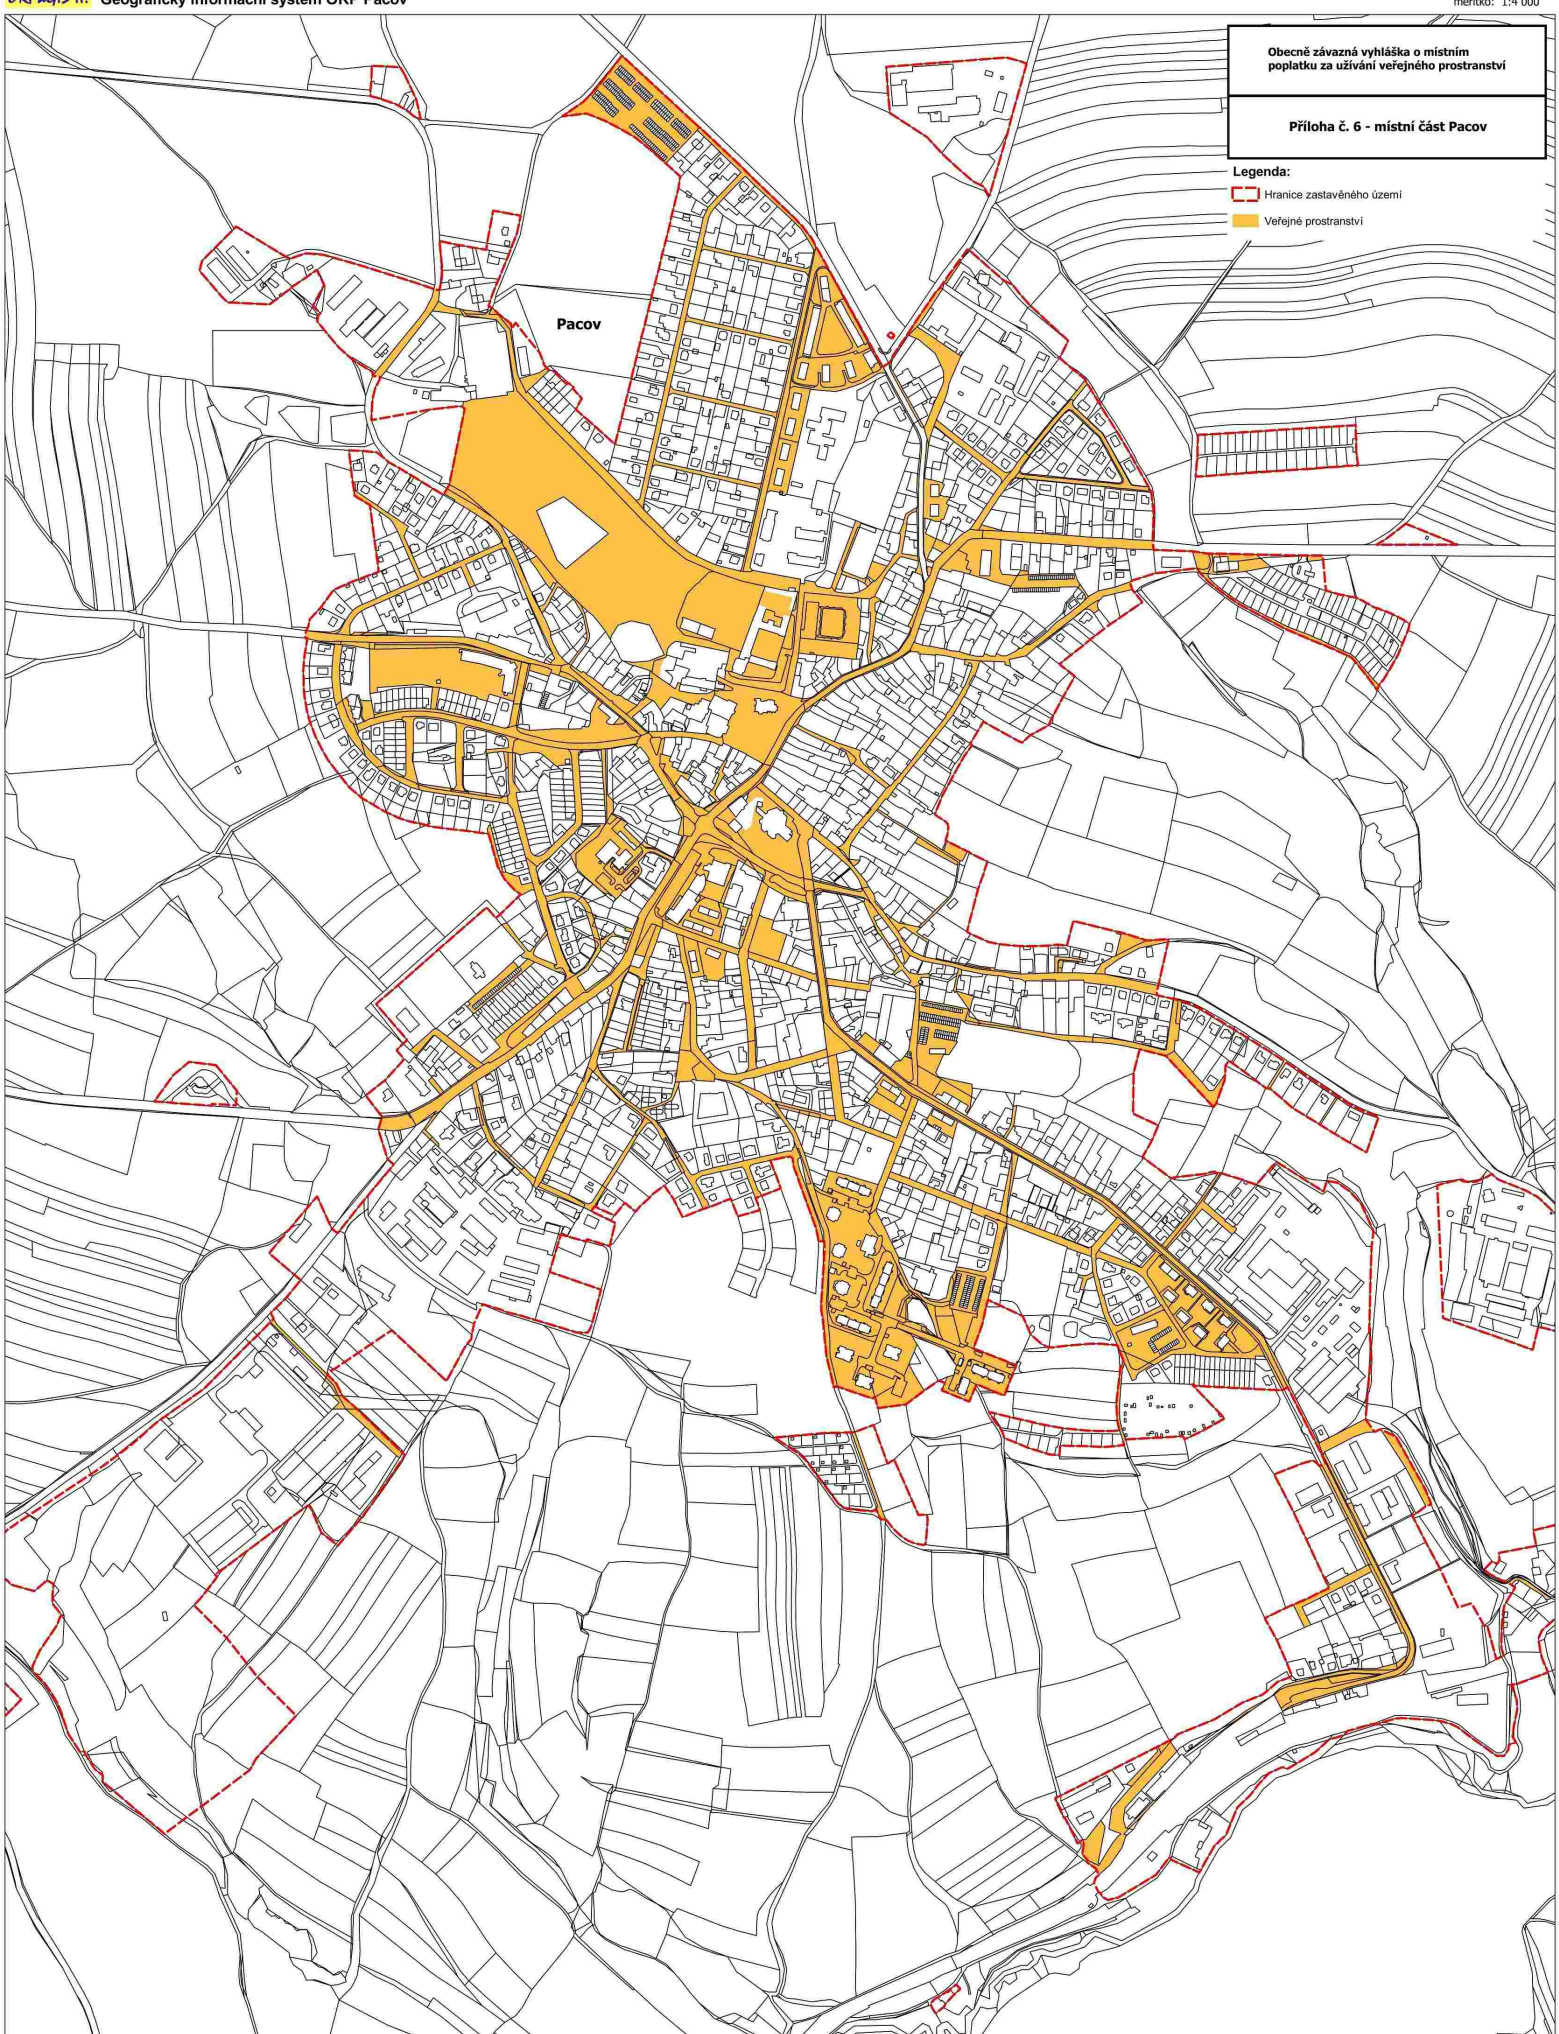 Geografický informační systém ORP Pacov
měřítko: 1:4 000
Obecně závazná vyhláška o místním
poplatku za užívání veřejného prostranství
Příloha č. 6 - místní část Pacov
Legenda:
Hranice zastavěného území
Veřejné prostranství
Pacov